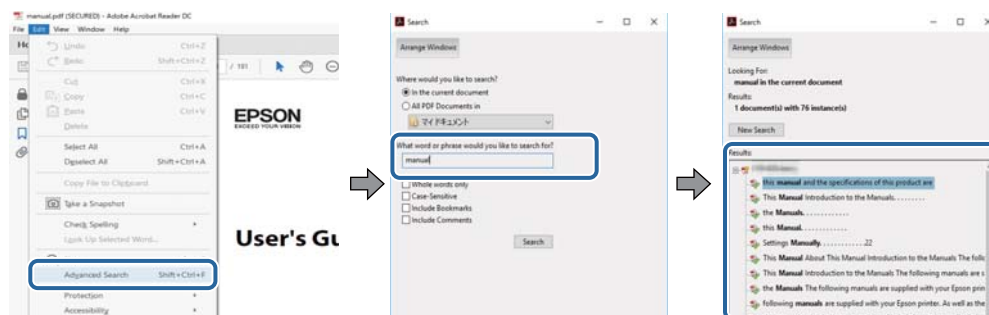 manual.pdf (SECURED) - Adobe Acrobat Reader DC
File Edit View Window Help
Undo Ctrl+Z
Redo Shift+Ctrl+Z
Cut Ctrl+X
Copy Ctrl+C
Paste Ctrl+V
Delete
Select All Ctrl+A
Deselect All Shift+Ctrl+A
Copy File to Clipboard
Take a Snapshot
Check Spelling
Look Up Selected Word...
Advanced Search Shift+Ctrl+F
Protection
Accessibility
/ 191
EPSON
EXCEED YOUR VISION
User's Gu
Search
Arrange Windows
Where would you like to search?
In the current document
All PDF Documents in
マイ ドキュメント
What word or phrase would you like to search for?
manual
Whole words only
Case-Sensitive
Include Bookmarks
Include Comments
Search
Search
Arrange Windows
Looking For:
manual in the current document
Results:
1 document(s) with 76 instance(s)
New Search
Results:
this manual and the specifications of this product are
This Manual Introduction to the Manuals.........
the Manuals............
this Manual............
Settings Manually............22
This Manual About This Manual Introduction to the Manuals The follo
This Manual Introduction to the Manuals The following manuals are s
the Manuals The following manuals are supplied with your Epson prin
following manuals are supplied with your Epson printer. As well as the